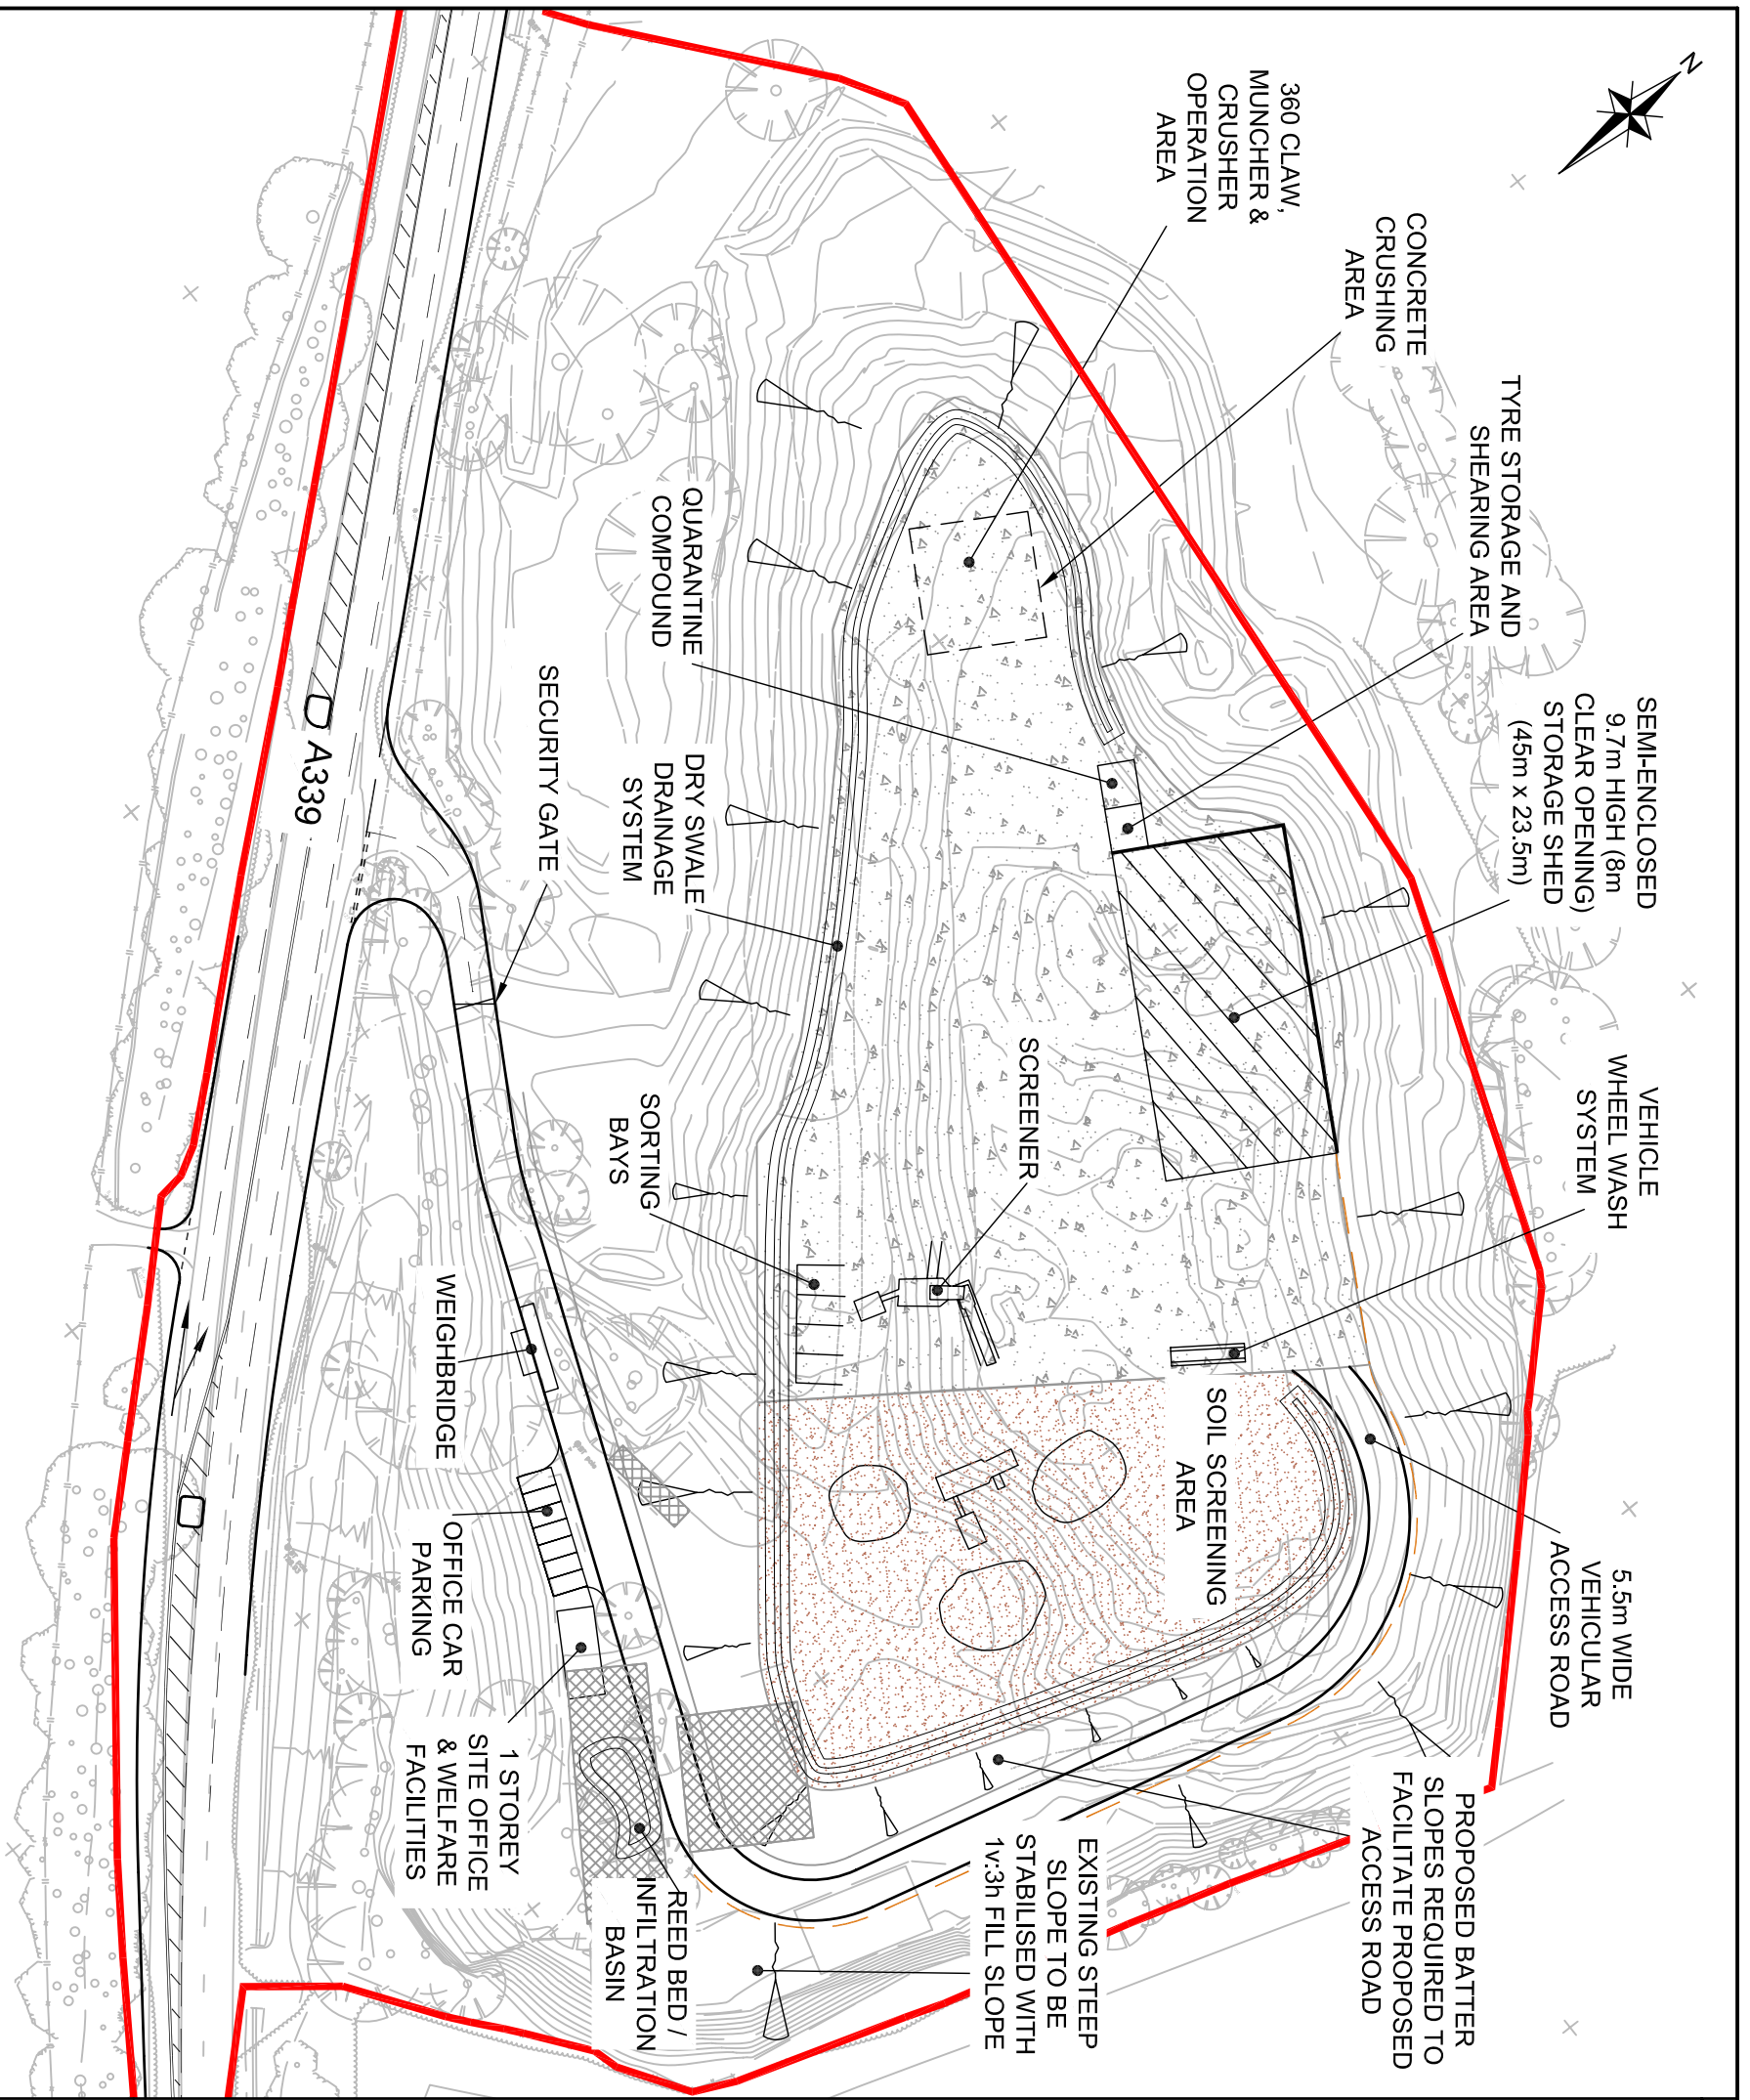 N
360 CLAW,
MUNCHER &
CRUSHER
OPERATION
AREA
CONCRETE
CRUSHING
AREA
TYRE STORAGE AND
SHEARING AREA
SEMI-ENCLOSED
9.7m HIGH (8m
CLEAR OPENING)
STORAGE SHED
(45m x 23.5m)
VEHICLE
WHEEL WASH
SYSTEM
5.5m WIDE
VEHICULAR
ACCESS ROAD
PROPOSED BATTER
SLOPES REQUIRED TO
FACILITATE PROPOSED
ACCESS ROAD
EXISTING STEEP
SLOPE TO BE
STABILISED WITH
1v:3h FILL SLOPE
SOIL SCREENING
AREA
SCREENER
QUARANTINE
COMPOUND
DRY SWALE
DRAINAGE
SYSTEM
SORTING
BAYS
SECURITY GATE
WEIGHBRIDGE
OFFICE CAR
PARKING
1 STOREY
SITE OFFICE
& WELFARE
FACILITIES
REED BED /
INFILTRATION
BASIN
A339